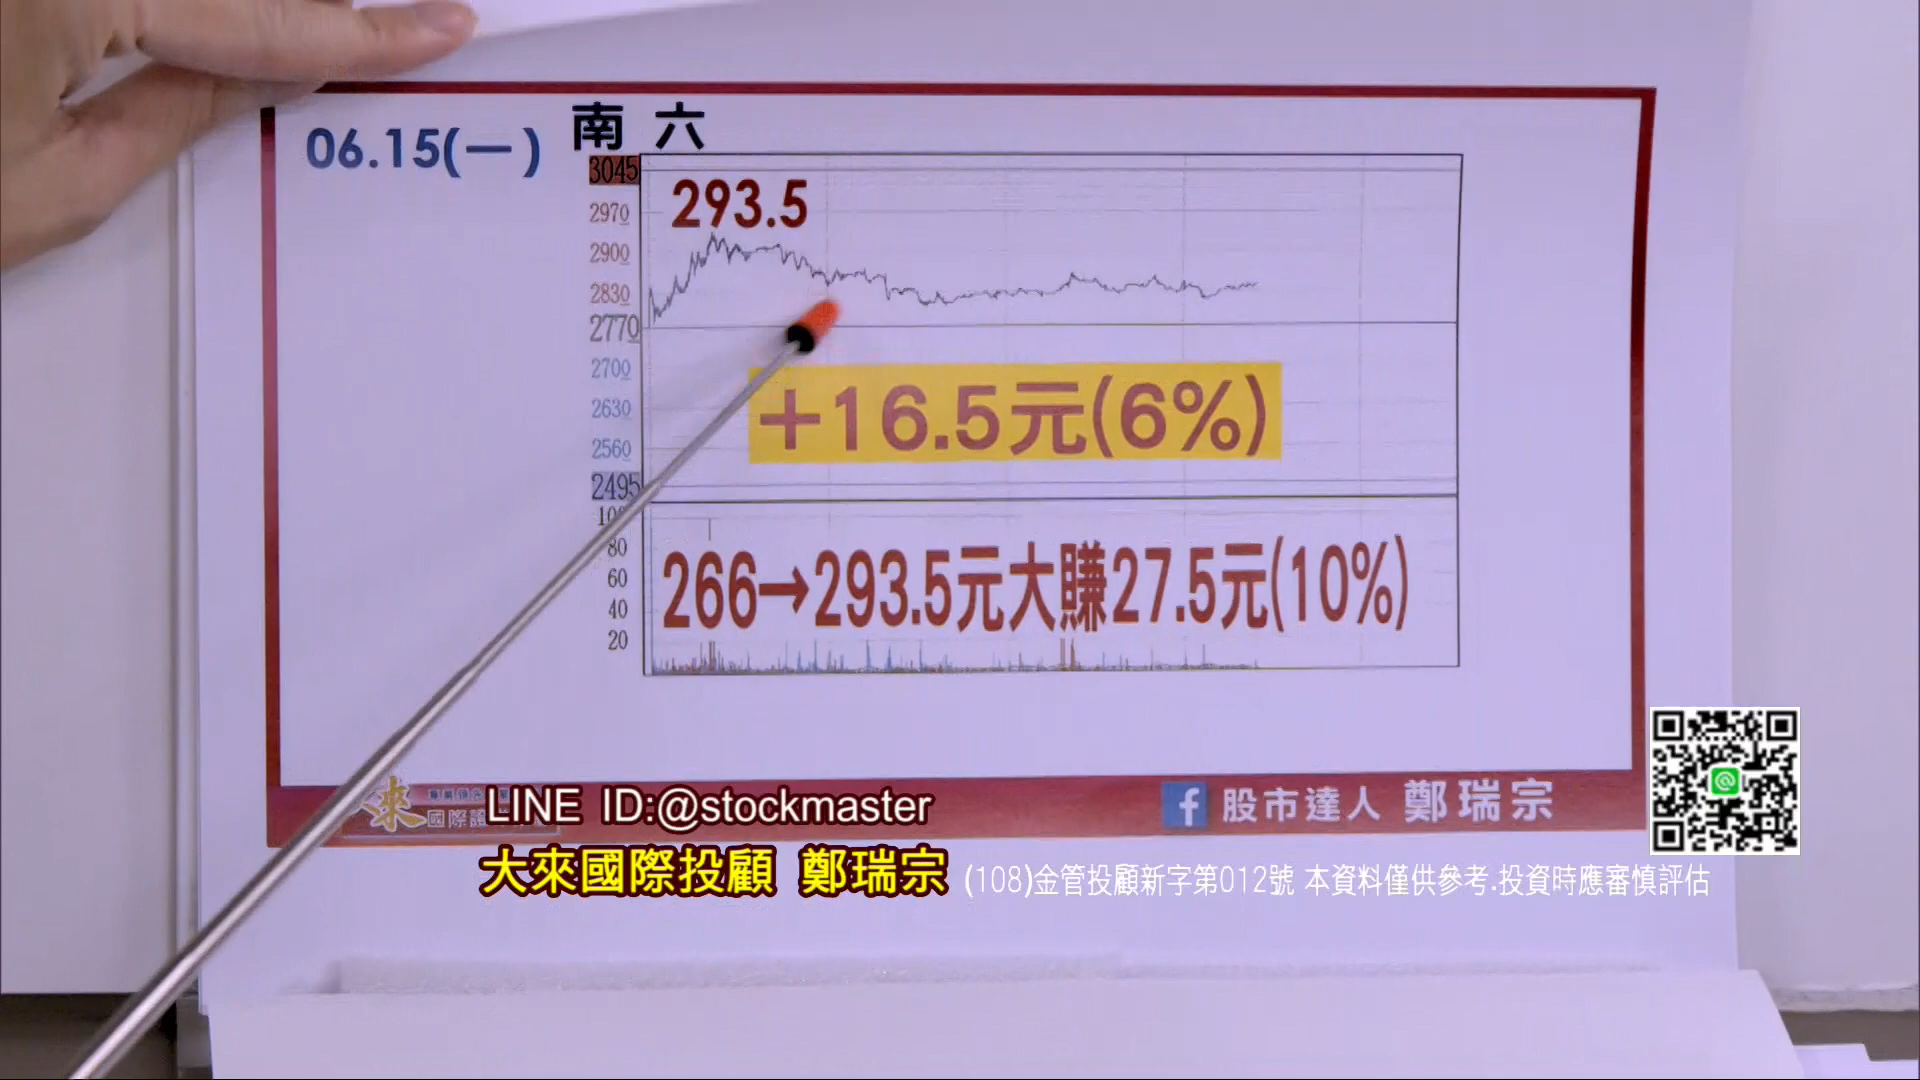 南六
06.15(一)
3045
293.5
2970
2900
2830
2770
2700
+16.5元(6%)
2630
2560
2495
80
266→293.5元大賺27.5元(10%)
60
40
20
來
國際
LINE ID:@stockmaster
f 股市達人 鄭瑞宗
大來國際投顧 鄭瑞宗 (108)金管投顧新字第012號 本資料僅供參考.投資時應審慎評估